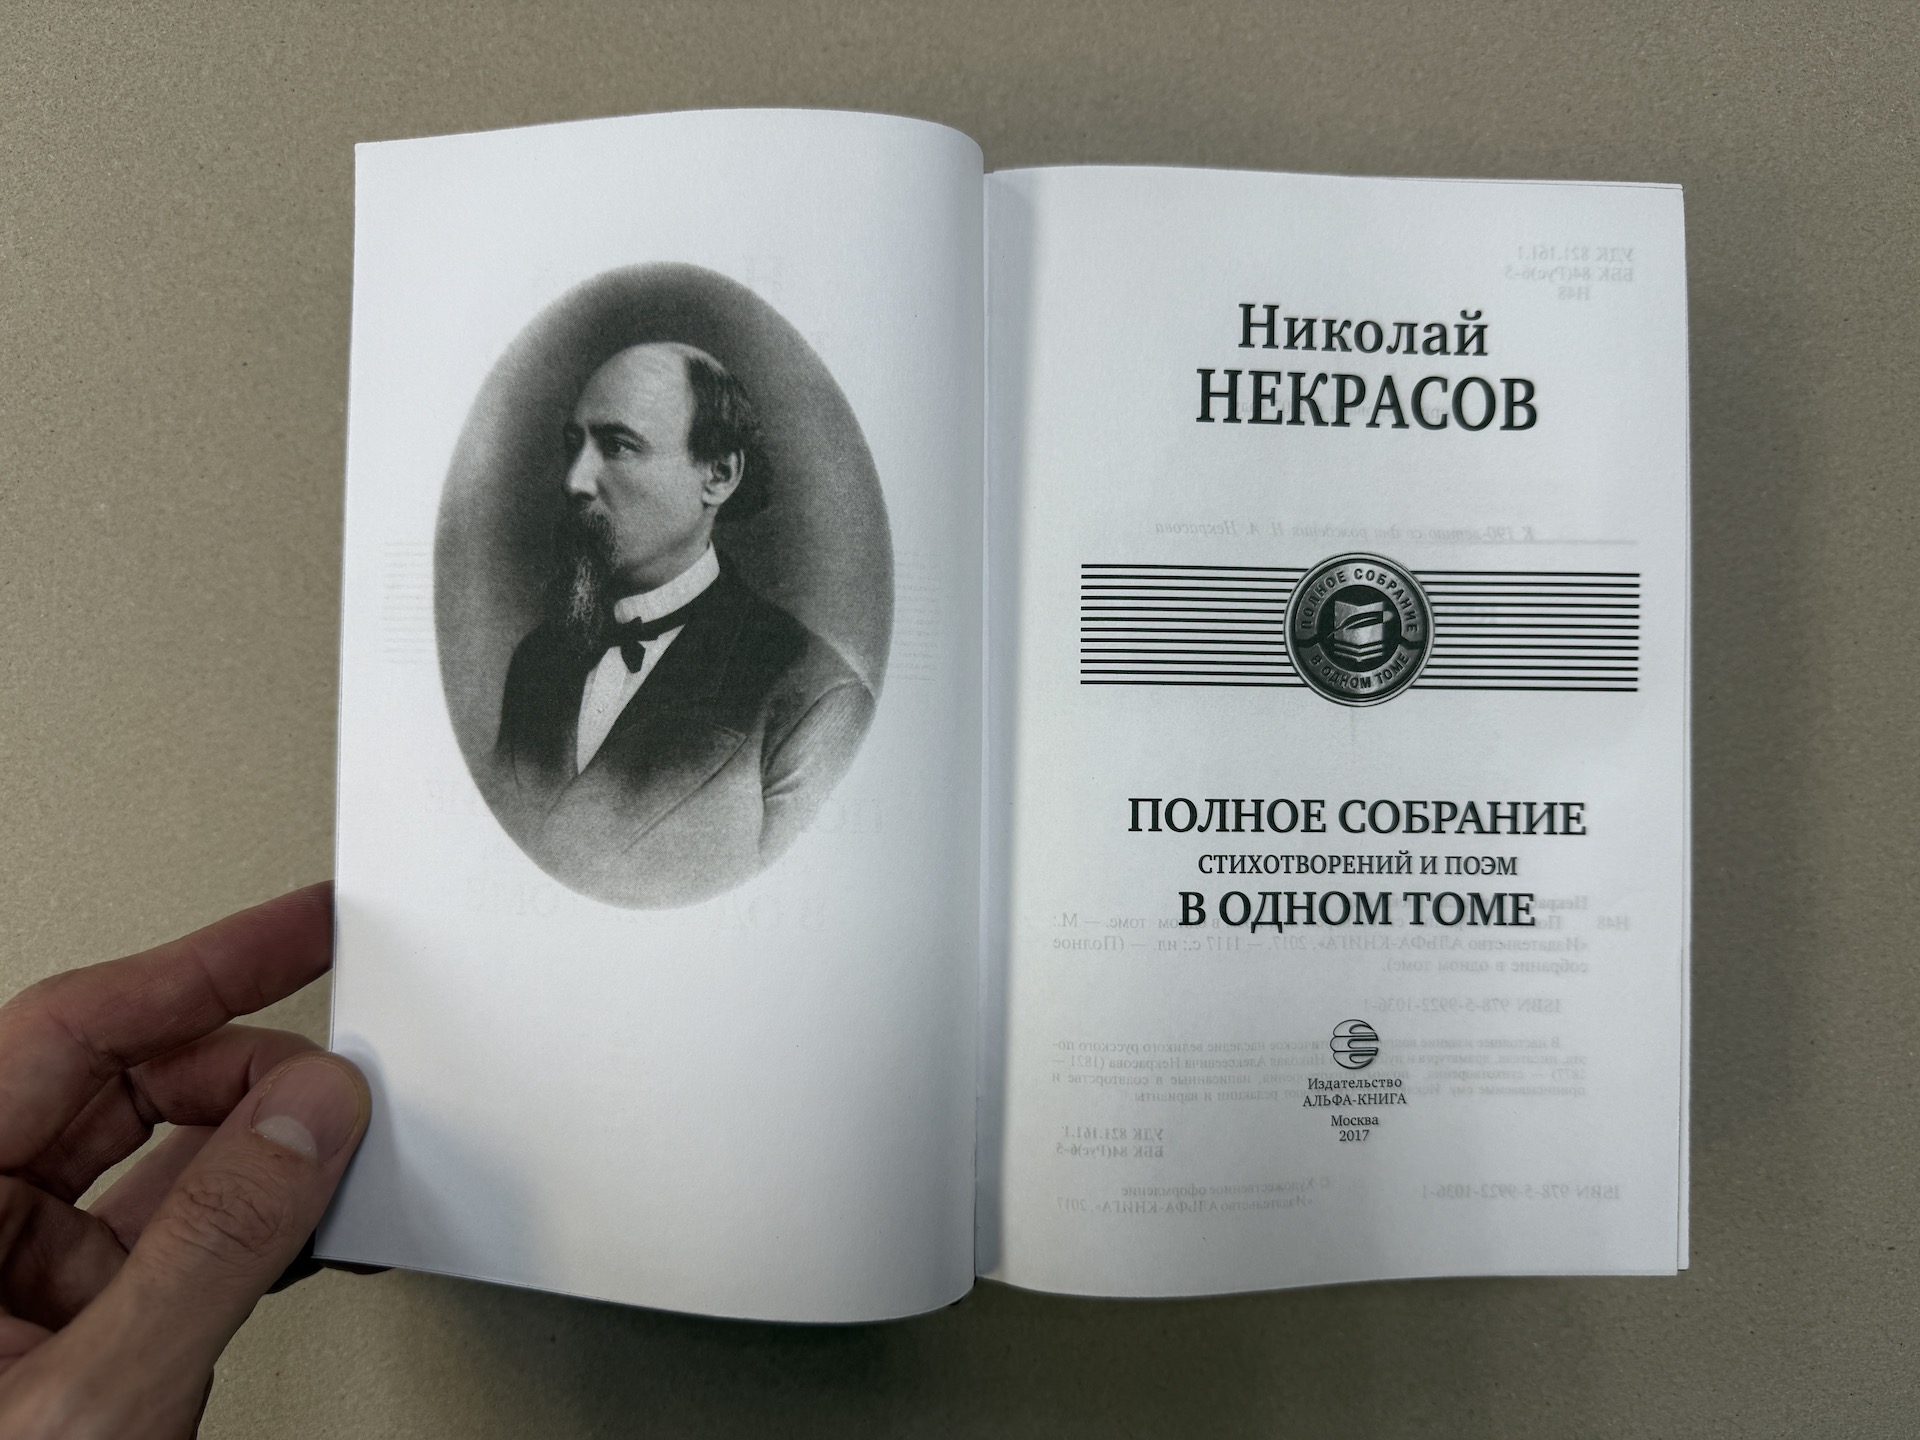 Николай
НЕКРАСОВ
ПОЛНОЕ СОБРАНИЕ
В ОДНОМ ТОМЕ
ПОЛНОЕ СОБРАНИЕ
СТИХОТВОРЕНИЙ И ПОЭМ
В ОДНОМ ТОМЕ
Издательство
АЛЬФА-КНИГА
Москва
2017